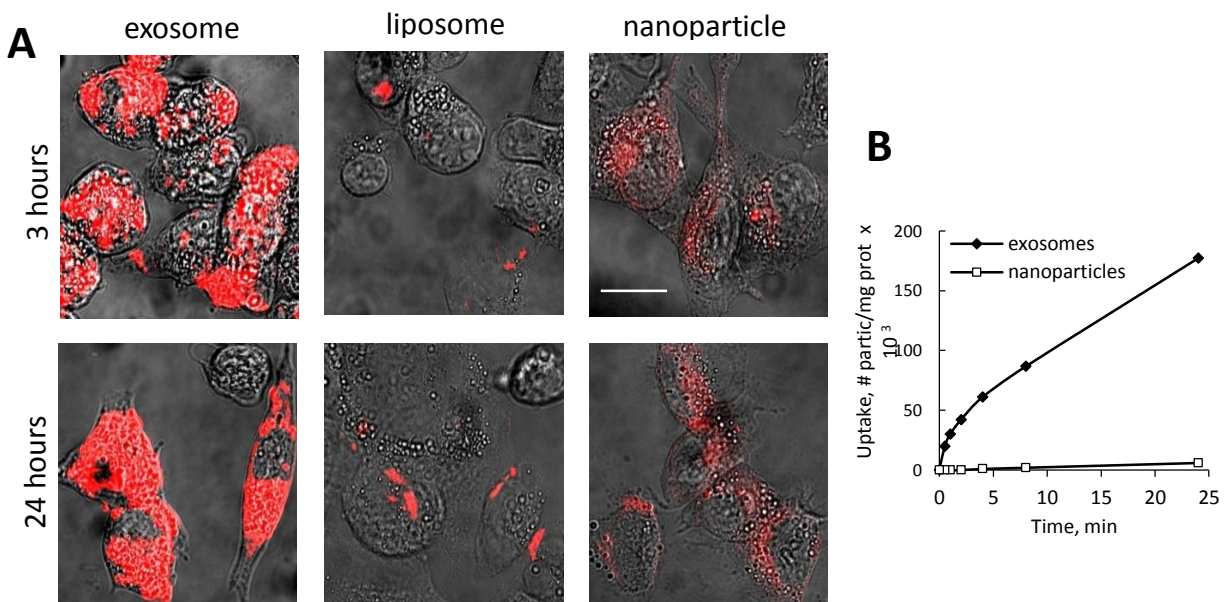 A
exosome
liposome
nanoparticle
3 hours
24 hours
B
Uptake, # partic/mg prot x
10 3
200
150
100
50
0
exosomes
nanoparticles
0
5
10
15
20
25
Time, min